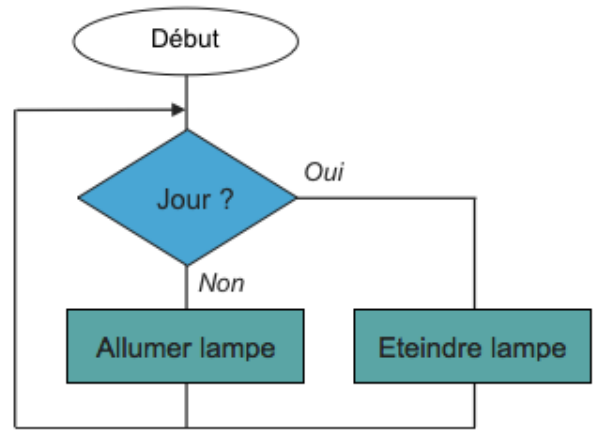 Début
Jour ?
Oui
Non
Allumer lampe
Eteindre lampe